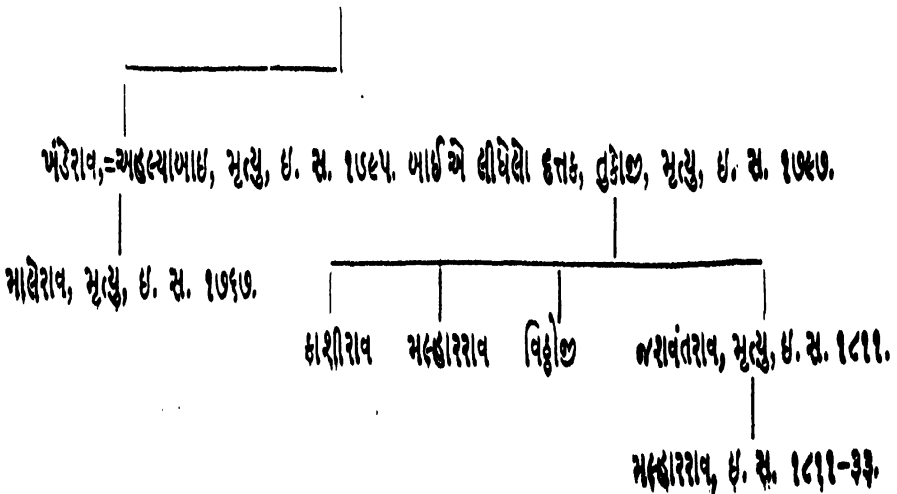 ખંડેરાવ,=અહલ્યાબાઇ, મૃત્યુ, ઇ. સ. ૧૭૯૫. બાઈએ લીધેલો દત્તક, તુકોજી, મૃત્યુ, ઇ. સ. ૧૭૯૭.
માલેરાવ, મૃત્યુ, ઇ. સ. ૧૭૬૭.
કાશીરાવ મલ્હારરાવ વિઠ્ઠોજી જશવંતરાવ, મૃત્યુ, ઇ. સ. ૧૮૧૧.
મલ્હારરાવ, ઇ. સ. ૧૮૧૧-૩૩.